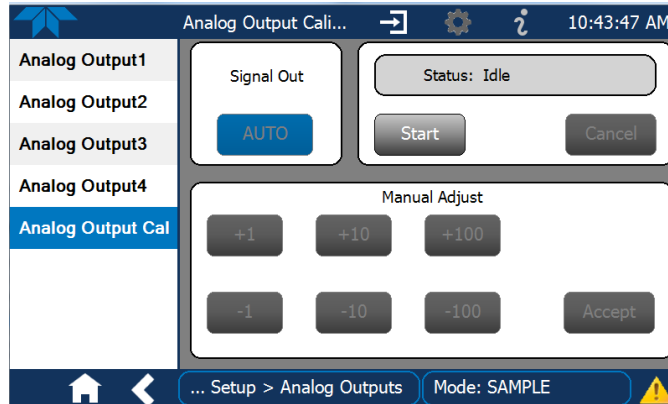 Analog Output Cali...
10:43:47 AM
Analog Output1
Analog Output2
Analog Output3
Analog Output4
Analog Output Cal
Signal Out
AUTO
Status: Idle
Start
Cancel
Manual Adjust
+1
+10
+100
-1
-10
-100
Accept
... Setup > Analog Outputs
Mode: SAMPLE